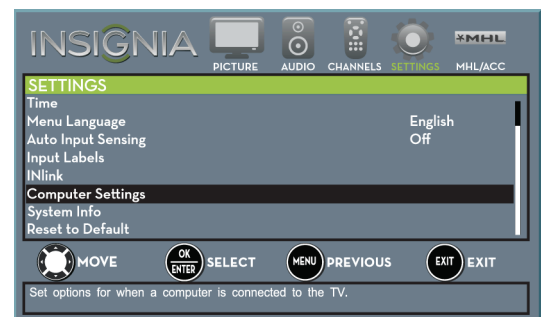 INSIGNIA
MHL
PICTURE AUDIO CHANNELS SETTINGS MHL/ACC
SETTINGS
Time
Menu Language English
Auto Input Sensing Off
Input Labels
INlink
Computer Settings
System Info
Reset to Default
MOVE OK ENTER SELECT MENU PREVIOUS EXIT EXIT
Set options for when a computer is connected to the TV.